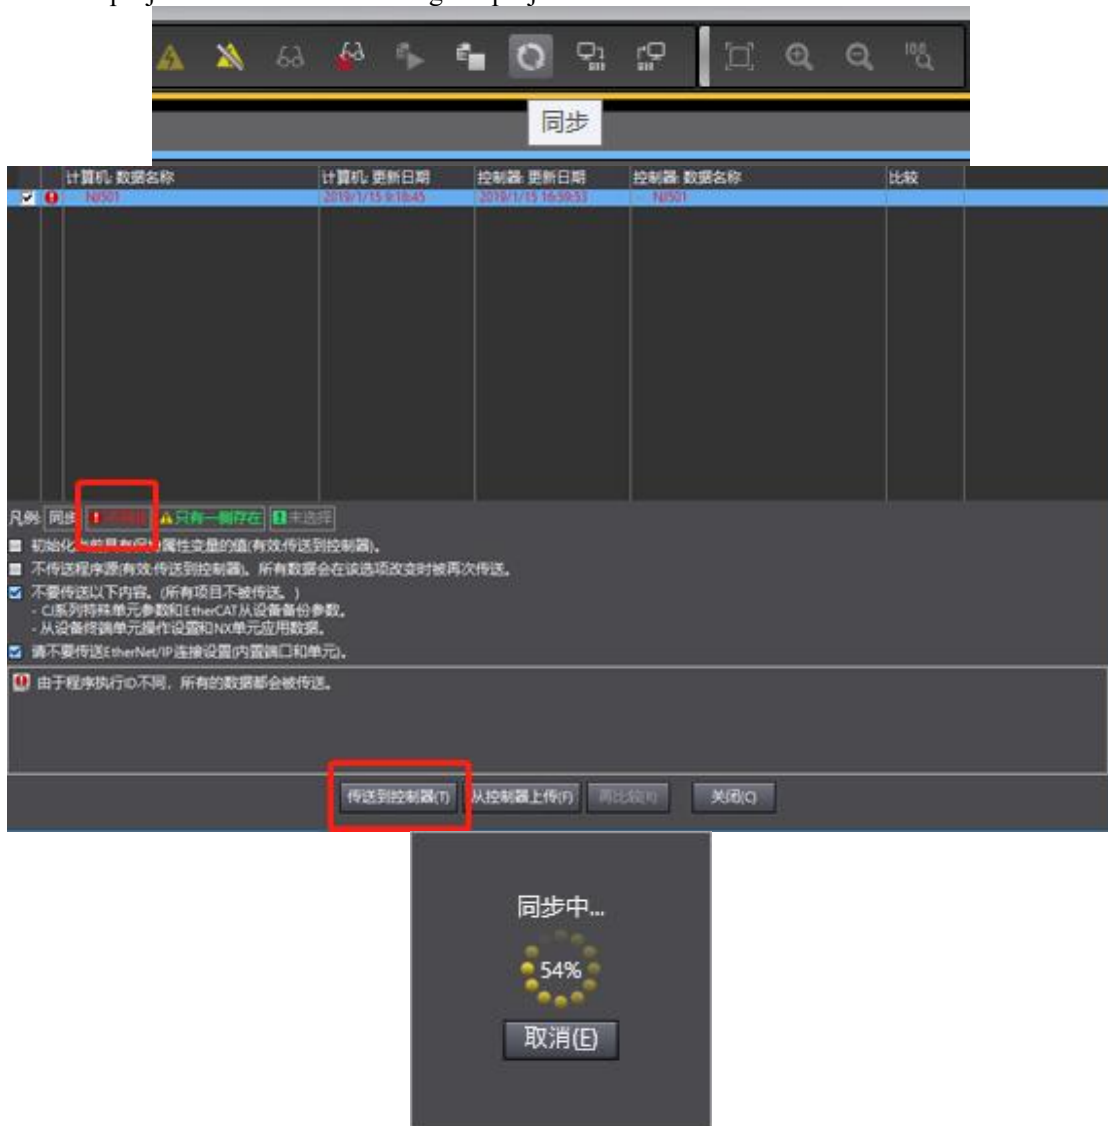 同步
计算机: 数据名称 计算机: 更新日期 控制器: 更新日期 控制器: 数据名称 比较
NJ501 2019/1/15 9:18:45 2019/1/15 16:59:53 NJ501
凡例: 同步 只有一侧存在 未选择
初始化 属性变量的值(有效:传送到控制器)。
不传送程序源(有效:传送到控制器)。所有数据会在该选项改变时被再次传送。
不要传送以下内容。(所有项目不被传送。)
- CJ系列特殊单元参数和EtherCAT从设备备份参数。
- 从设备终端单元操作设置和NX单元应用数据。
请不要传送EtherNet/IP连接设置(内置端口和单元)。
由于程序执行ID不同，所有的数据都会被传送。
传送到控制器(T) 从控制器上传(F) 再比较(R) 关闭(C)
同步中...
54%
取消(E)